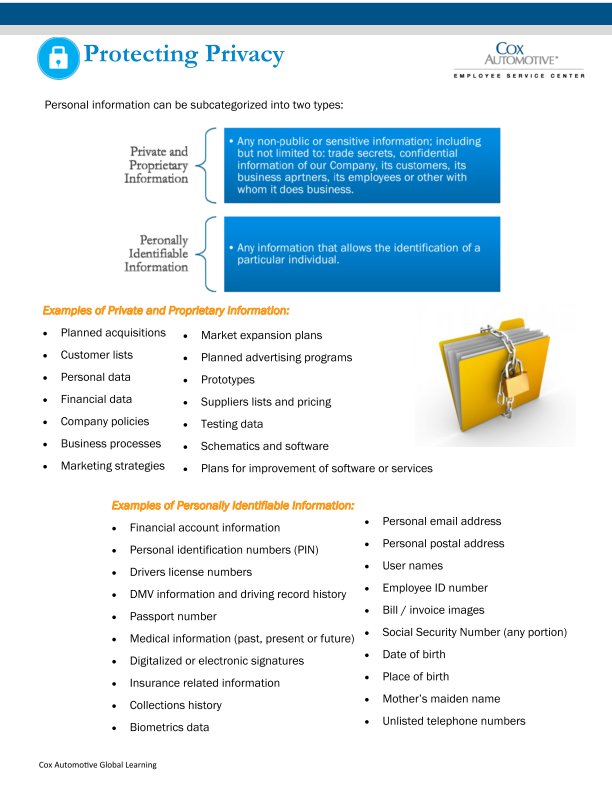 Protecting Privacy
COX
AUTOMOTIVE
EMPLOYEE SERVICE CENTER
Personal information can be subcategorized into two types:
Private and
Proprietary
Information
• Any non-public or sensitive information; including
but not limited to: trade secrets, confidential
information of our Company, its customers, its
business aprtners, its employees or other with
whom it does business.
Peronally
Identifiable
Information
• Any information that allows the identification of a
particular individual.
Examples of Private and Proprietary Information:
• Planned acquisitions
• Customer lists
• Personal data
• Financial data
• Company policies
• Business processes
• Marketing strategies
• Market expansion plans
• Planned advertising programs
• Prototypes
• Suppliers lists and pricing
• Testing data
• Schematics and software
• Plans for improvement of software or services
Examples of Personally Identifiable Information:
• Financial account information
• Personal identification numbers (PIN)
• Drivers license numbers
• DMV information and driving record history
• Passport number
• Medical information (past, present or future)
• Digitalized or electronic signatures
• Insurance related information
• Collections history
• Biometrics data
• Personal email address
• Personal postal address
• User names
• Employee ID number
• Bill / invoice images
• Social Security Number (any portion)
• Date of birth
• Place of birth
• Mother's maiden name
• Unlisted telephone numbers
Cox Automotive Global Learning